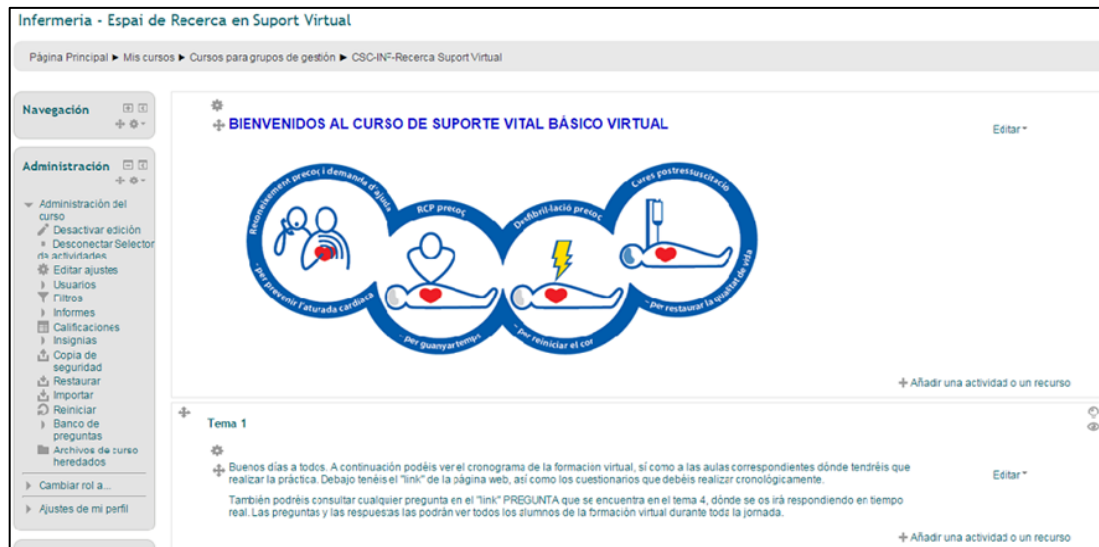 Infermeria - Espai de Recerca en Suport Virtual
Pàgina Principal ► Mis cursos ► Cursos para grupos de gestión ► CSC-INF-Recerca Suport Virtual
Navegación
Administración
Administración del
curso
Desactivar edición
Desconectar Selector
de actividades
Editar ajustes
Usuarios
Filtros
Informes
Calificaciones
Insignias
Copia de
seguridad
Restaurar
Importar
Reiniciar
Banco de
preguntas
Archivos de curso
heredados
Cambiar rol a...
Ajustes de mi perfil
BIENVENIDOS AL CURSO DE SUPORTE VITAL BÁSICO VIRTUAL
Editar
Reconeixement precoç i demanda d'ajuda
- per prevenir l'aturada cardíaca
RCP precoç
- per guanyar temps
Desfibril·lació precoç
- per reiniciar el cor
Cures postressuscitació
- per restaurar la qualitat de vida
Añadir una actividad o un recurso
Tema 1
Buenos días a todos. A continuación podéis ver el cronograma de la formación virtual, sí como a las aulas correspondientes dónde tendréis que
realizar la práctica. Debajo tenéis el "link" de la página web, así como los cuestionarios que debéis realizar cronológicamente.
Editar
También podréis consultar cualquier pregunta en el "link" PREGUNTA que se encuentra en el tema 4, dónde se os irá respondiendo en tiempo
real. Las preguntas y las respuestas las podrán ver todos los alumnos de la formación virtual durante toda la jornada.
Añadir una actividad o un recurso